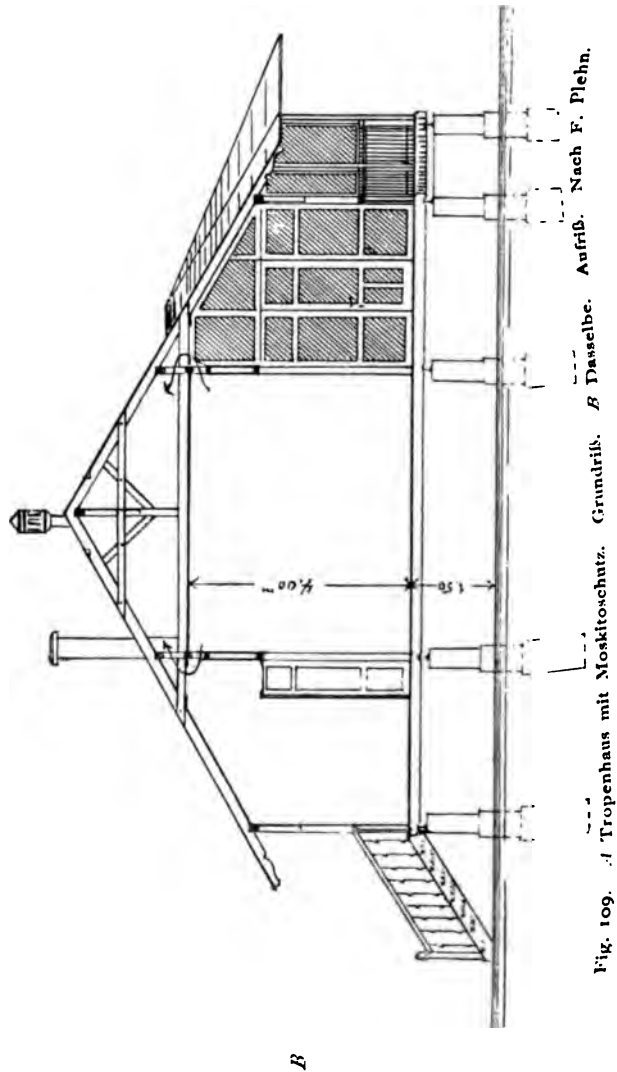 B
4,00 m
1.50
Fig. 109. A Tropenhaus mit Moskitoschutz. Grundriß. B Dasselbe. Aufriß. Nach F. Plehn.